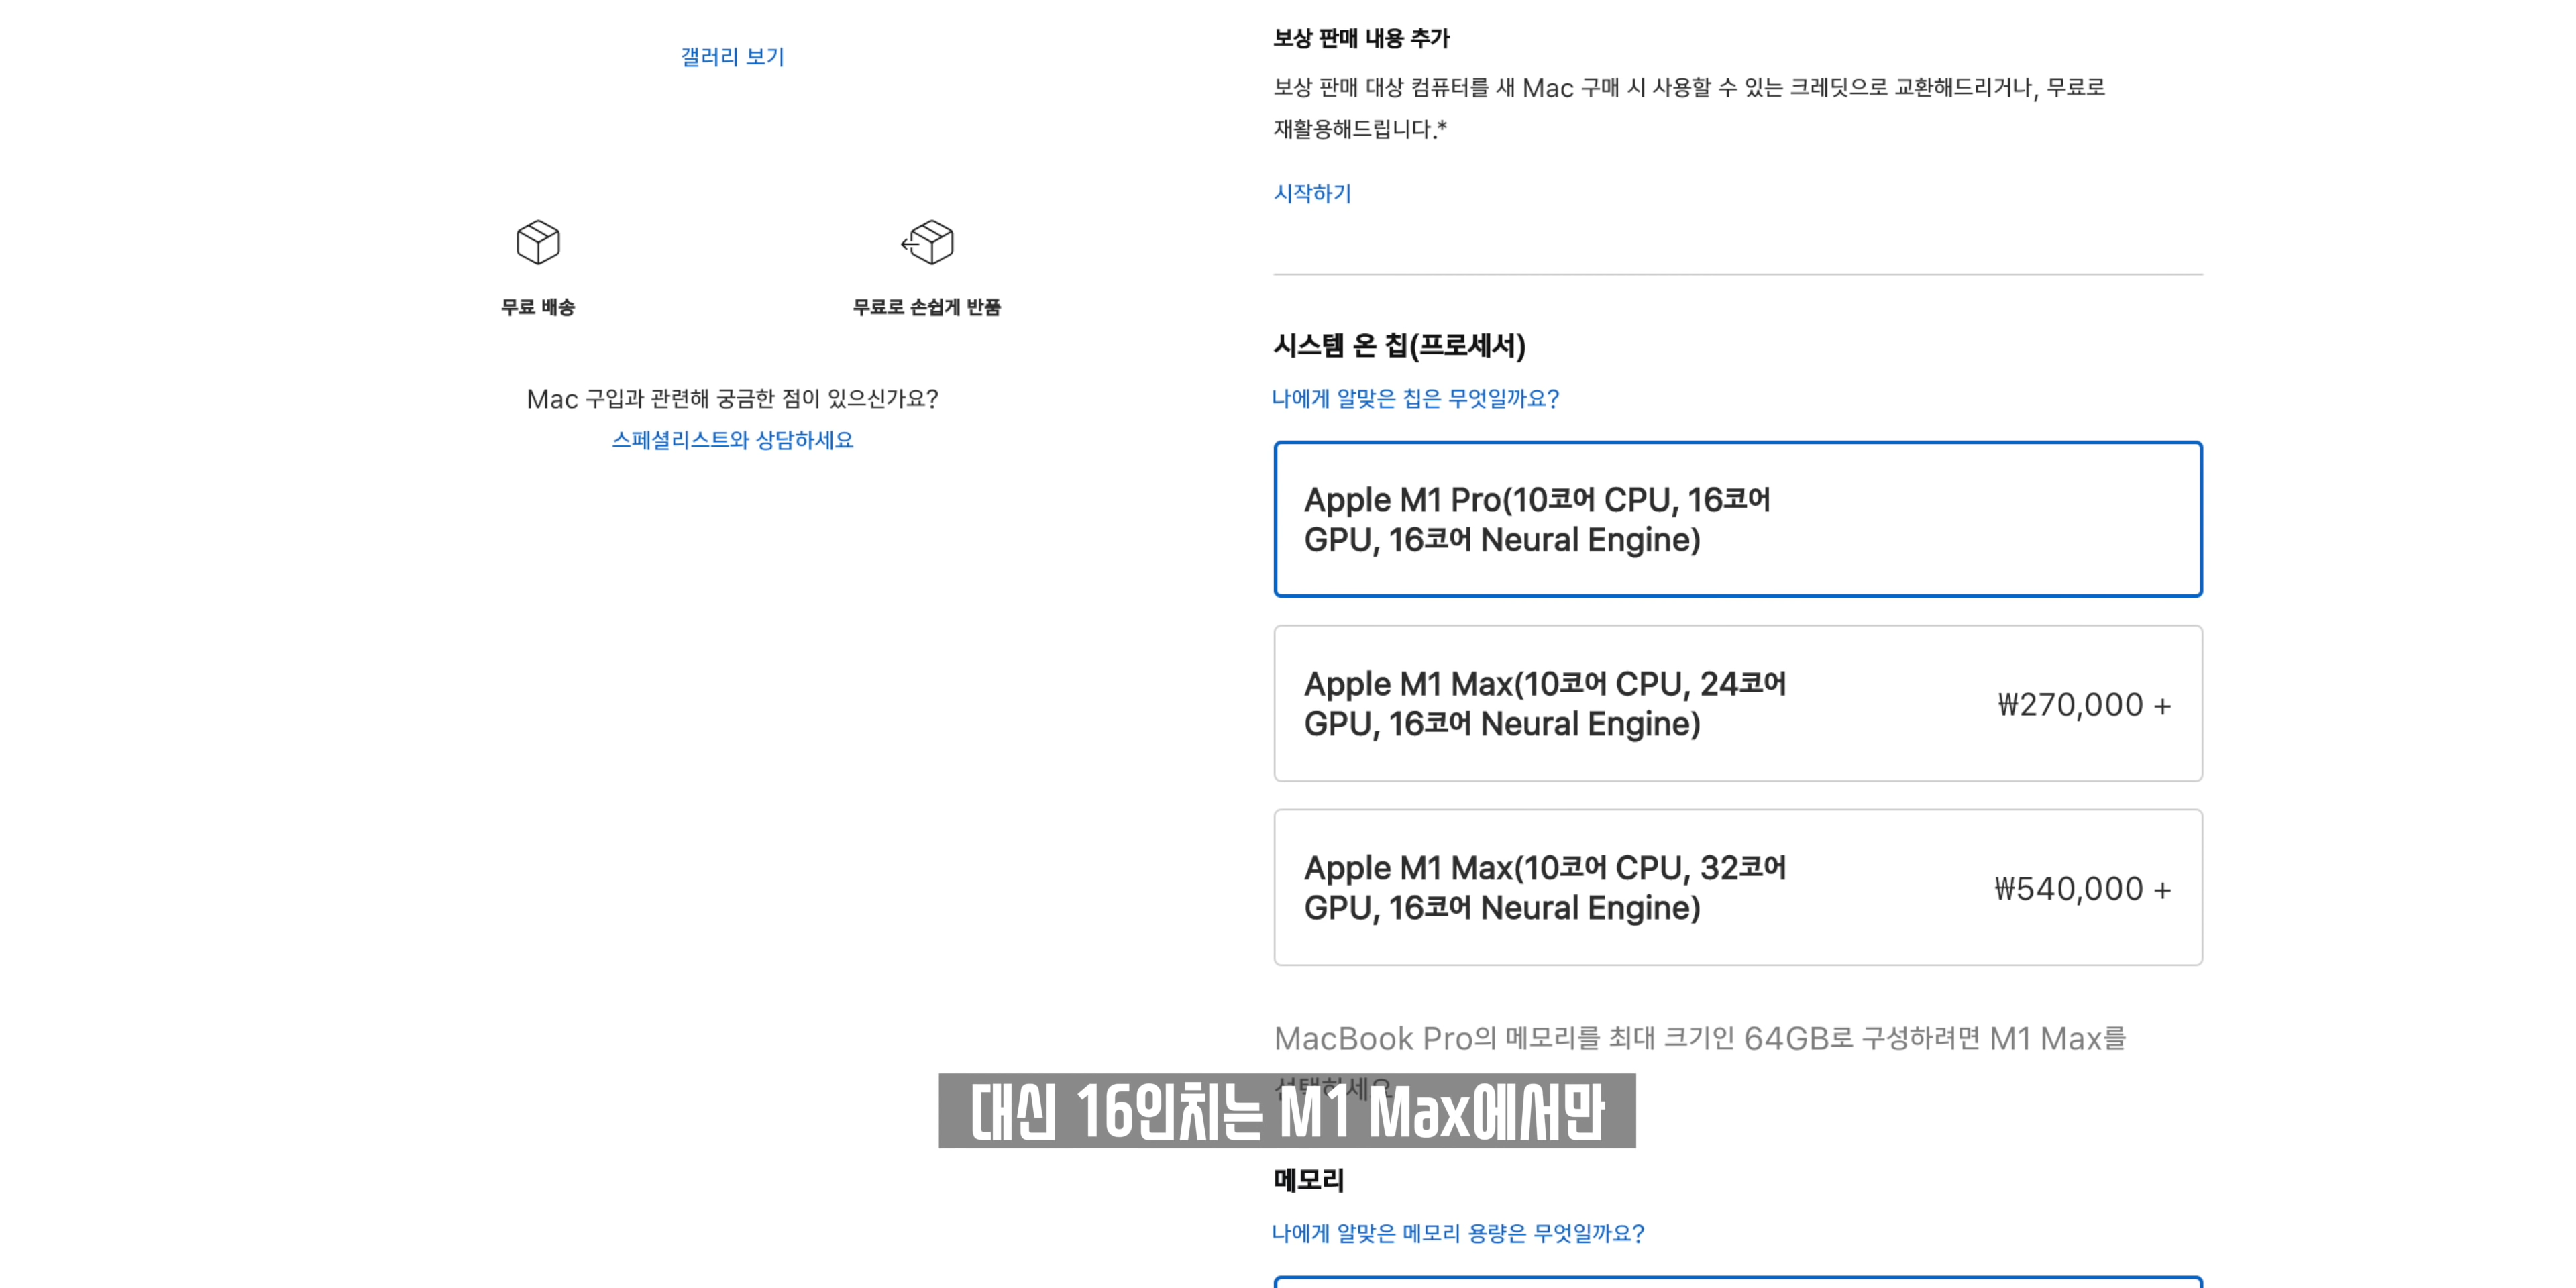 갤러리 보기
무료 배송
무료로 손쉽게 반품
Mac 구입과 관련해 궁금한 점이 있으신가요?
스페셜리스트와 상담하세요
보상 판매 내용 추가
보상 판매 대상 컴퓨터를 새 Mac 구매 시 사용할 수 있는 크레딧으로 교환해드리거나, 무료로
재활용해드립니다.*
시작하기
시스템 온 칩(프로세서)
나에게 알맞은 칩은 무엇일까요?
Apple M1 Pro(10코어 CPU, 16코어
GPU, 16코어 Neural Engine)
Apple M1 Max(10코어 CPU, 24코어
GPU, 16코어 Neural Engine)
₩270,000 +
Apple M1 Max(10코어 CPU, 32코어
GPU, 16코어 Neural Engine)
₩540,000 +
MacBook Pro의 메모리를 최대 크기인 64GB로 구성하려면 M1 Max를
선택하세요
대신 16인치는 M1 Max에서만
메모리
나에게 알맞은 메모리 용량은 무엇일까요?